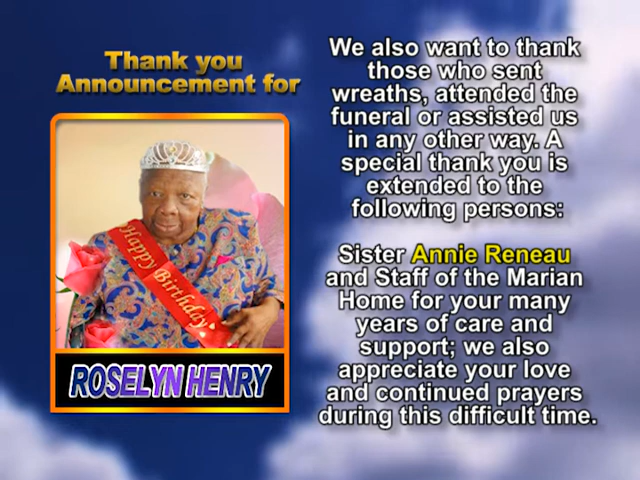 Thank you
Announcement for
Happy Birthday
ROSELYN HENRY
We also want to thank
those who sent
wreaths, attended the
funeral or assisted us
in any other way. A
special thank you is
extended to the
following persons:
Sister Annie Reneau
and Staff of the Marian
Home for your many
years of care and
support; we also
appreciate your love
and continued prayers
during this difficult time.